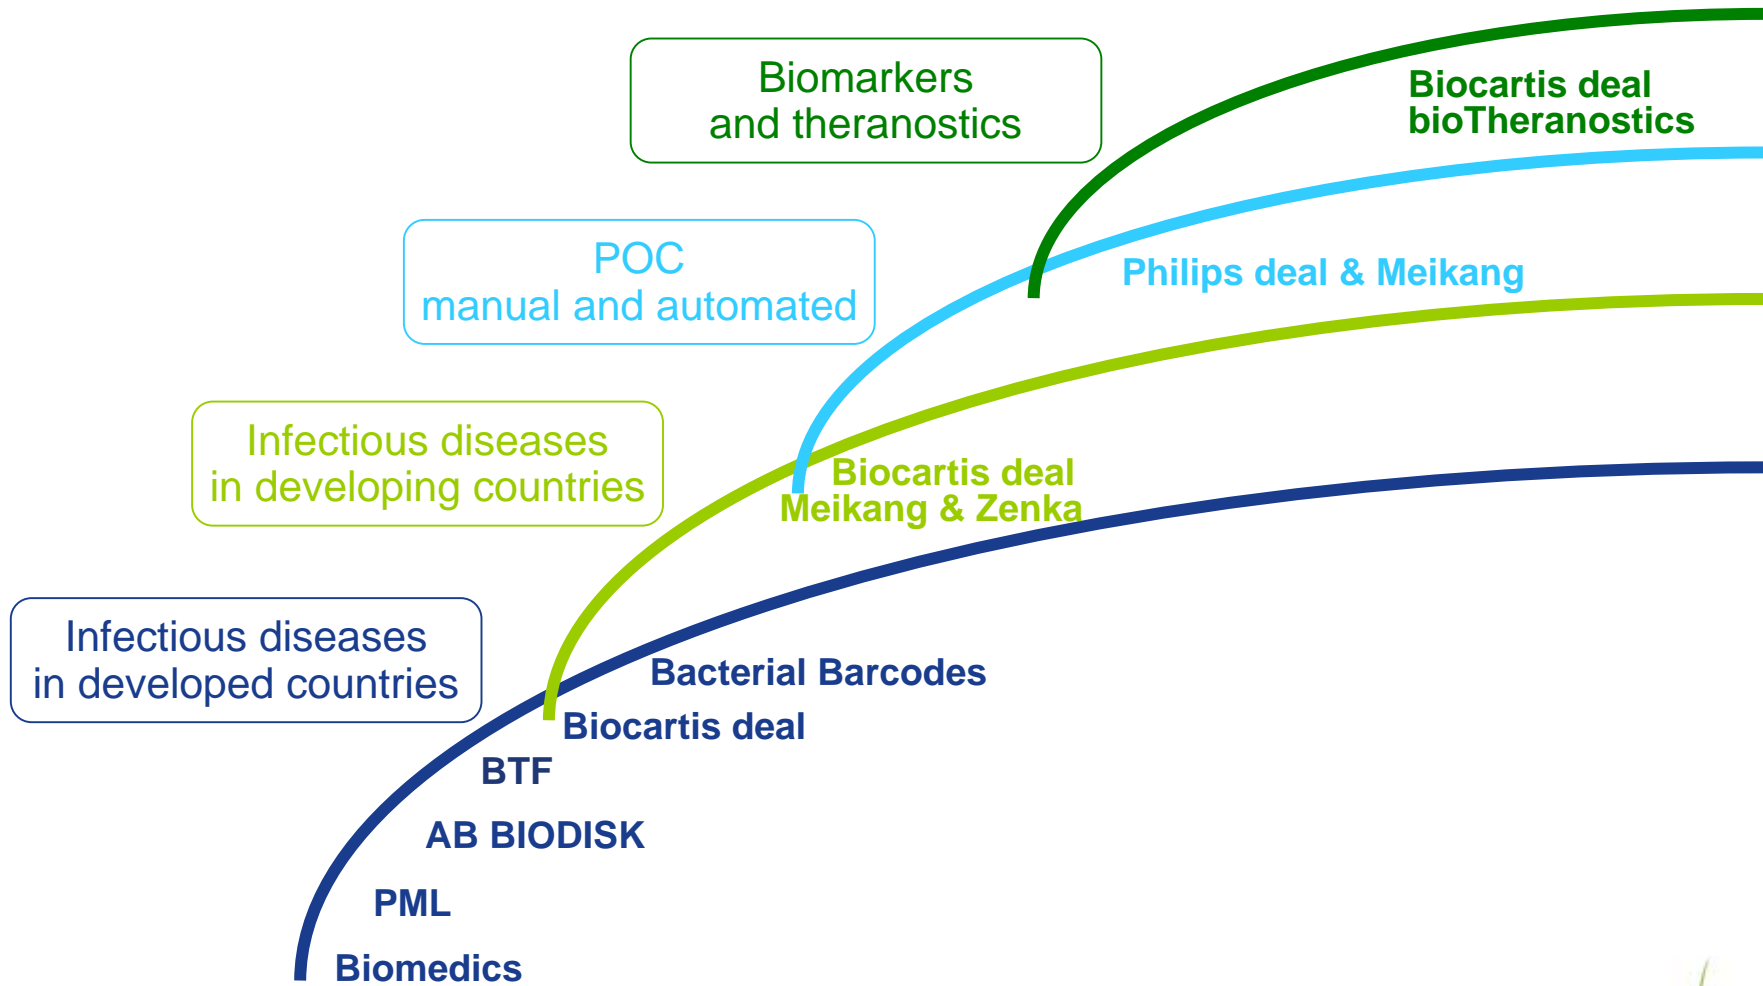 Biomarkers
and theranostics
Biocartis deal
bioTheranostics
POC
manual and automated
Philips deal & Meikang
Infectious diseases
in developing countries
Biocartis deal
Meikang & Zenka
Infectious diseases
in developed countries
Bacterial Barcodes
Biocartis deal
BTF
AB BIODISK
PML
Biomedics